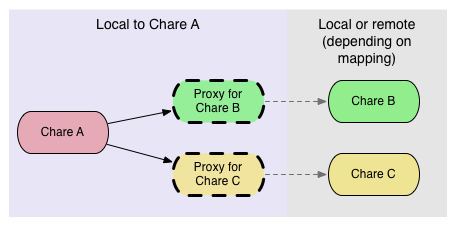 Local to Chare A
Local or remote
(depending on
mapping)
Proxy for
Chare B
Chare B
Chare A
Proxy for
Chare C
Chare C